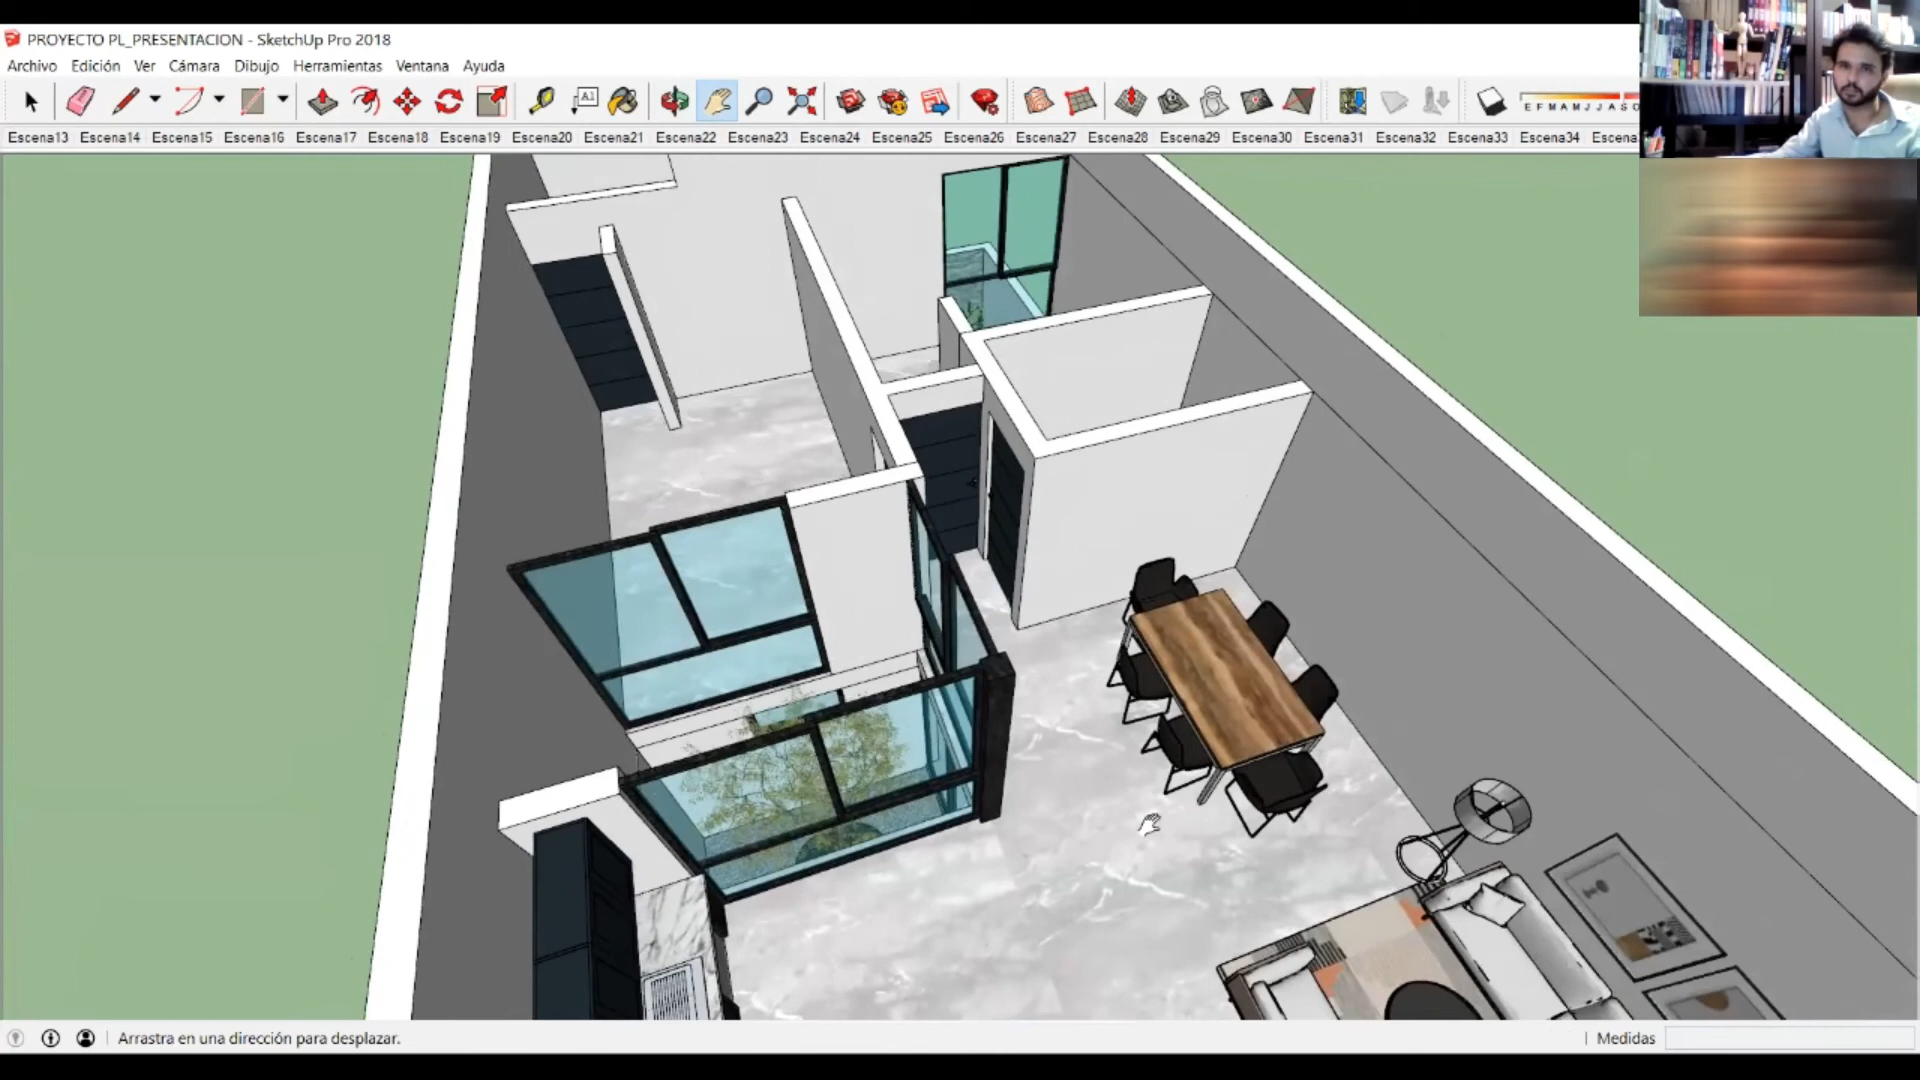 PROYECTO PL_PRESENTACION - SketchUp Pro 2018
Archivo Edición Ver Cámara Dibujo Herramientas Ventana Ayuda
A1
E F M A M J J A S O
Escena13 Escena14 Escena15 Escena16 Escena17 Escena18 Escena19 Escena20 Escena21 Escena22 Escena23 Escena24 Escena25 Escena26 Escena27 Escena28 Escena29 Escena30 Escena31 Escena32 Escena33 Escena34 Escena
Arrastra en una dirección para desplazar.
Medidas